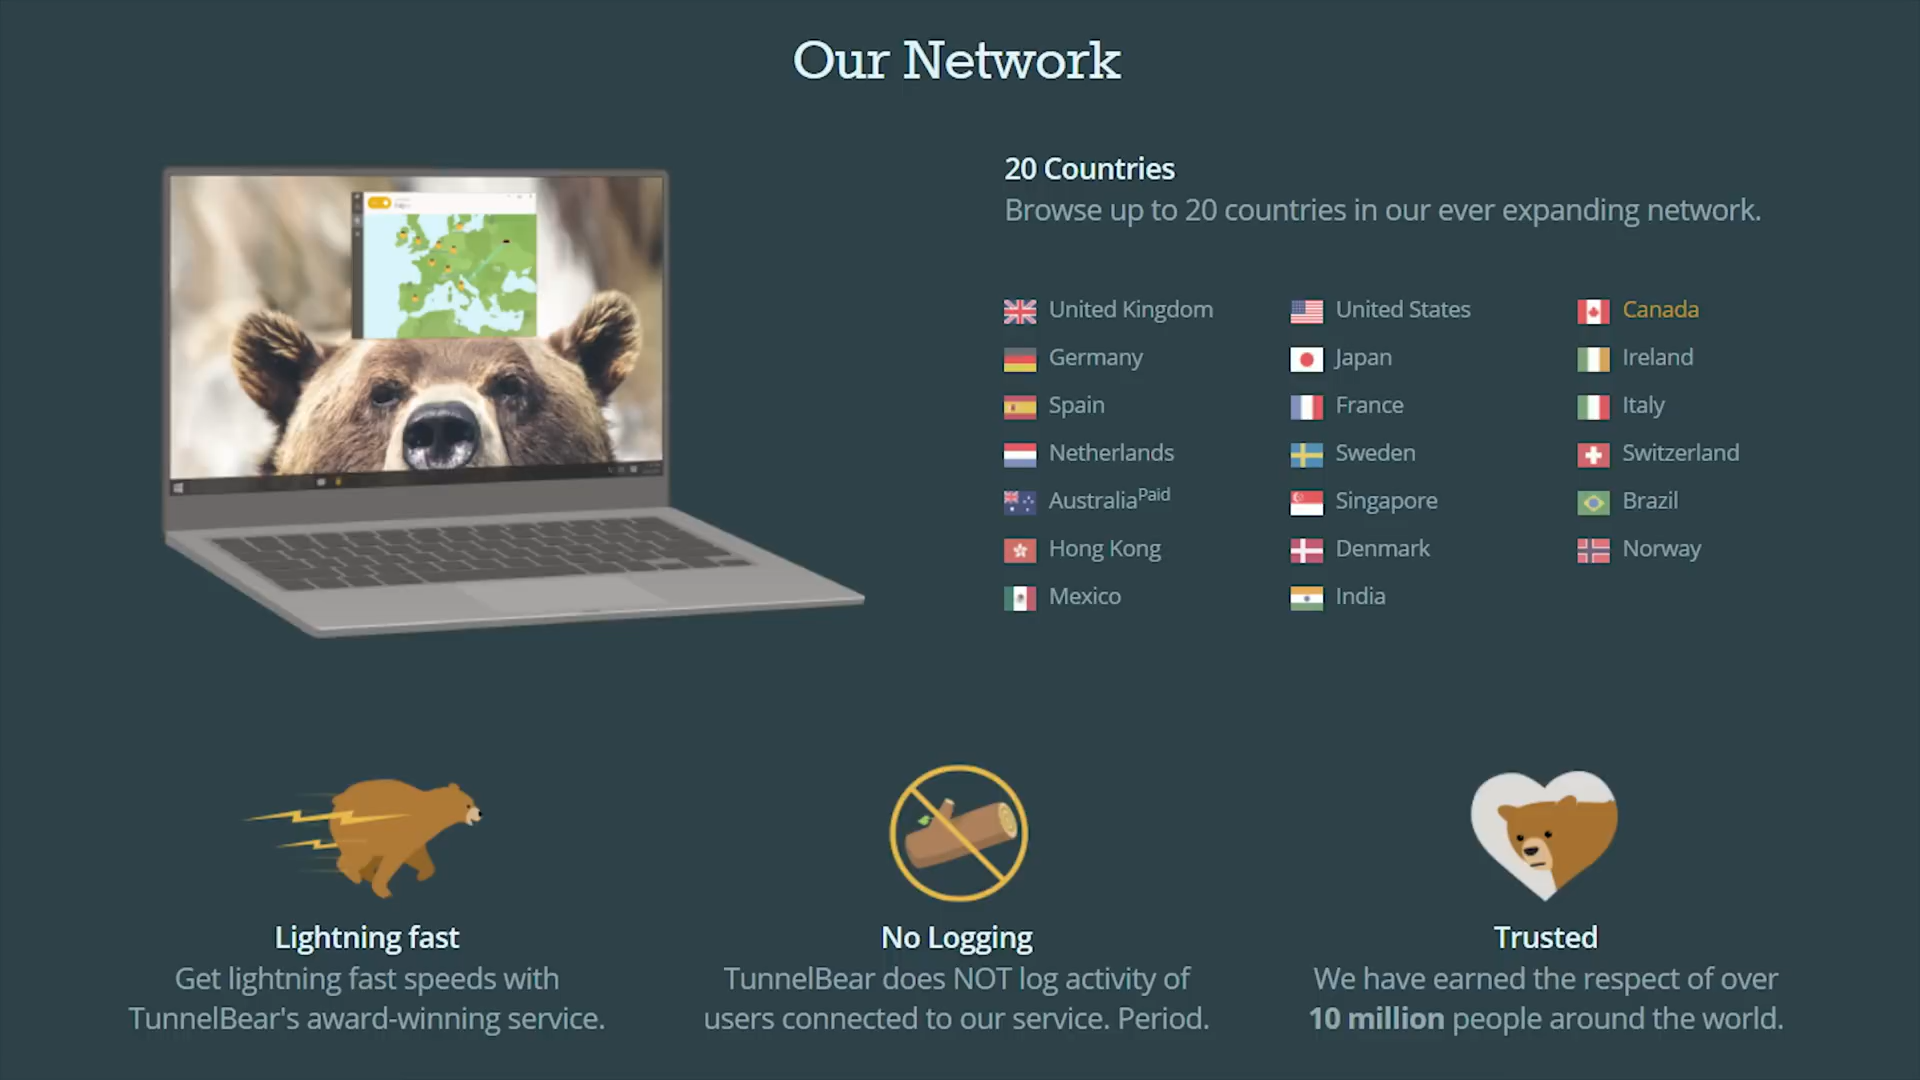 Our Network
20 Countries
Browse up to 20 countries in our ever expanding network.
United Kingdom
United States
Canada
Germany
Japan
Ireland
Spain
France
Italy
Netherlands
Sweden
Switzerland
AustraliaPaid
Singapore
Brazil
Hong Kong
Denmark
Norway
Mexico
India
Lightning fast
Get lightning fast speeds with
TunnelBear's award-winning service.
No Logging
TunnelBear does NOT log activity of
users connected to our service. Period.
Trusted
We have earned the respect of over
10 million people around the world.